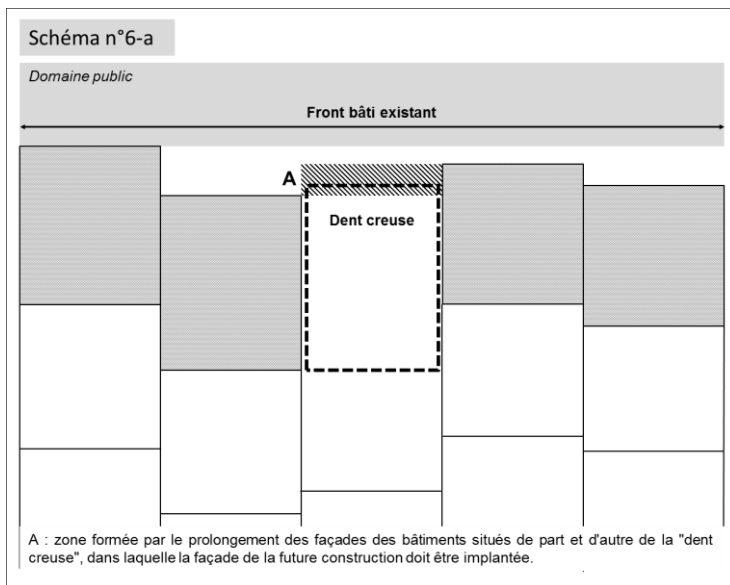 Schéma n°6-a
Domaine public
Front bâti existant
A
Dent creuse
A : zone formée par le prolongement des façades des bâtiments situés de part et d'autre de la "dent
creuse", dans laquelle la façade de la future construction doit être implantée.